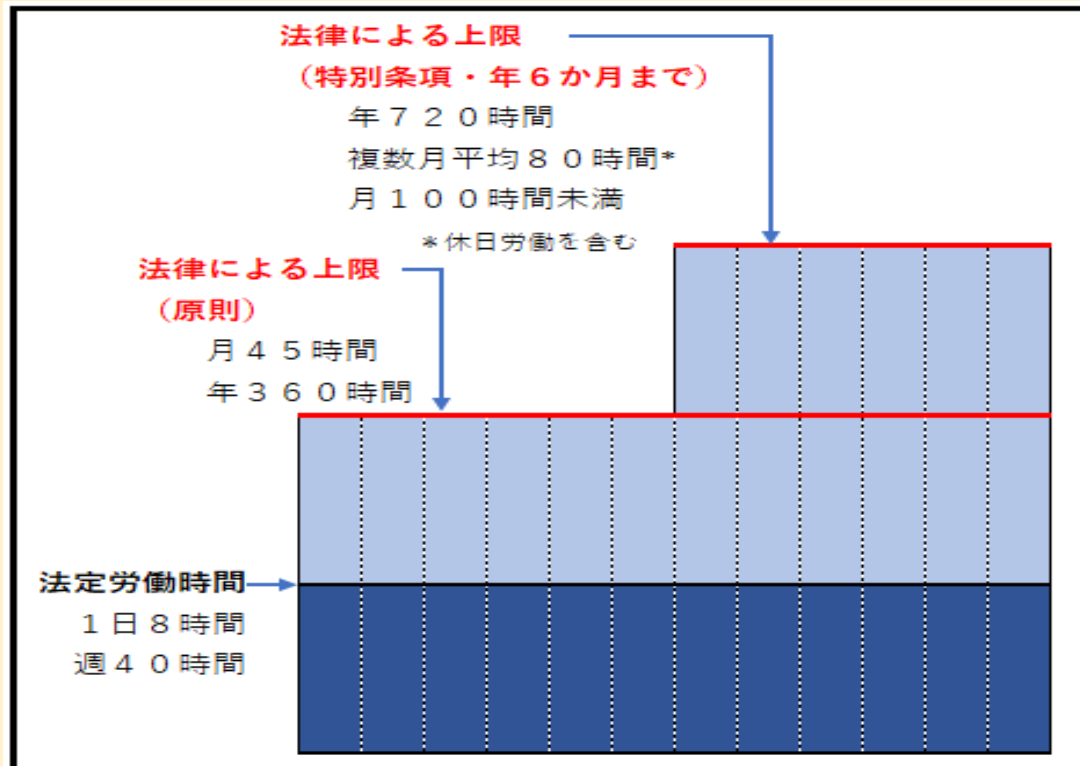 法律による上限
（特別条項・年６か月まで）
年７２０時間
複数月平均８０時間*
月１００時間未満
*休日労働を含む
法律による上限
（原則）
月４５時間
年３６０時間
法定労働時間
１日８時間
週４０時間